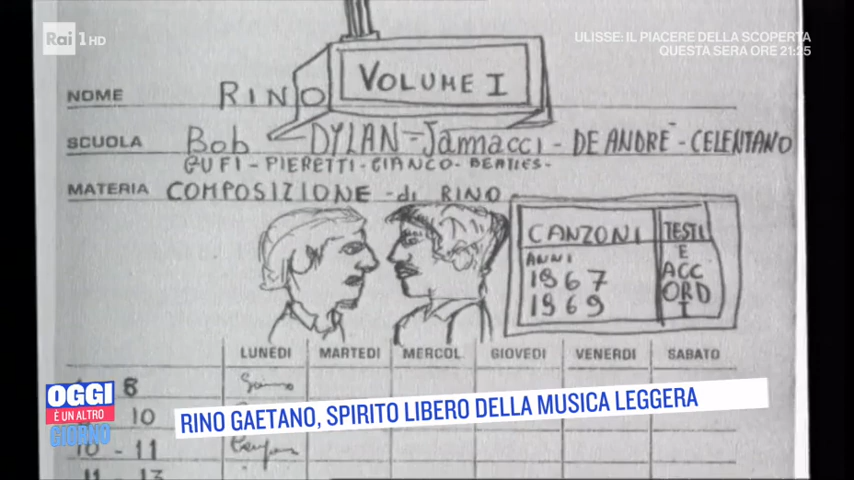 Rai 1 HD
ULISSE: IL PIACERE DELLA SCOPERTA
QUESTA SERA ORE 21:25
VOLUME I
NOME RINO
SCUOLA Bob DYLAN - Jannacci - DE ANDRE' - CELENTANO
GUFI - PIERETTI - GIANCO - BEATLES -
MATERIA COMPOSIZIONE - di RINO -
CANZONI TESTI
ANNI E
1967 ACC
1969 ORD
I
LUNEDI MARTEDI MERCOL. GIOVEDI VENERDI SABATO
8
10
10 - 11
11 - 13
OGGI
È UN ALTRO
GIORNO
RINO GAETANO, SPIRITO LIBERO DELLA MUSICA LEGGERA